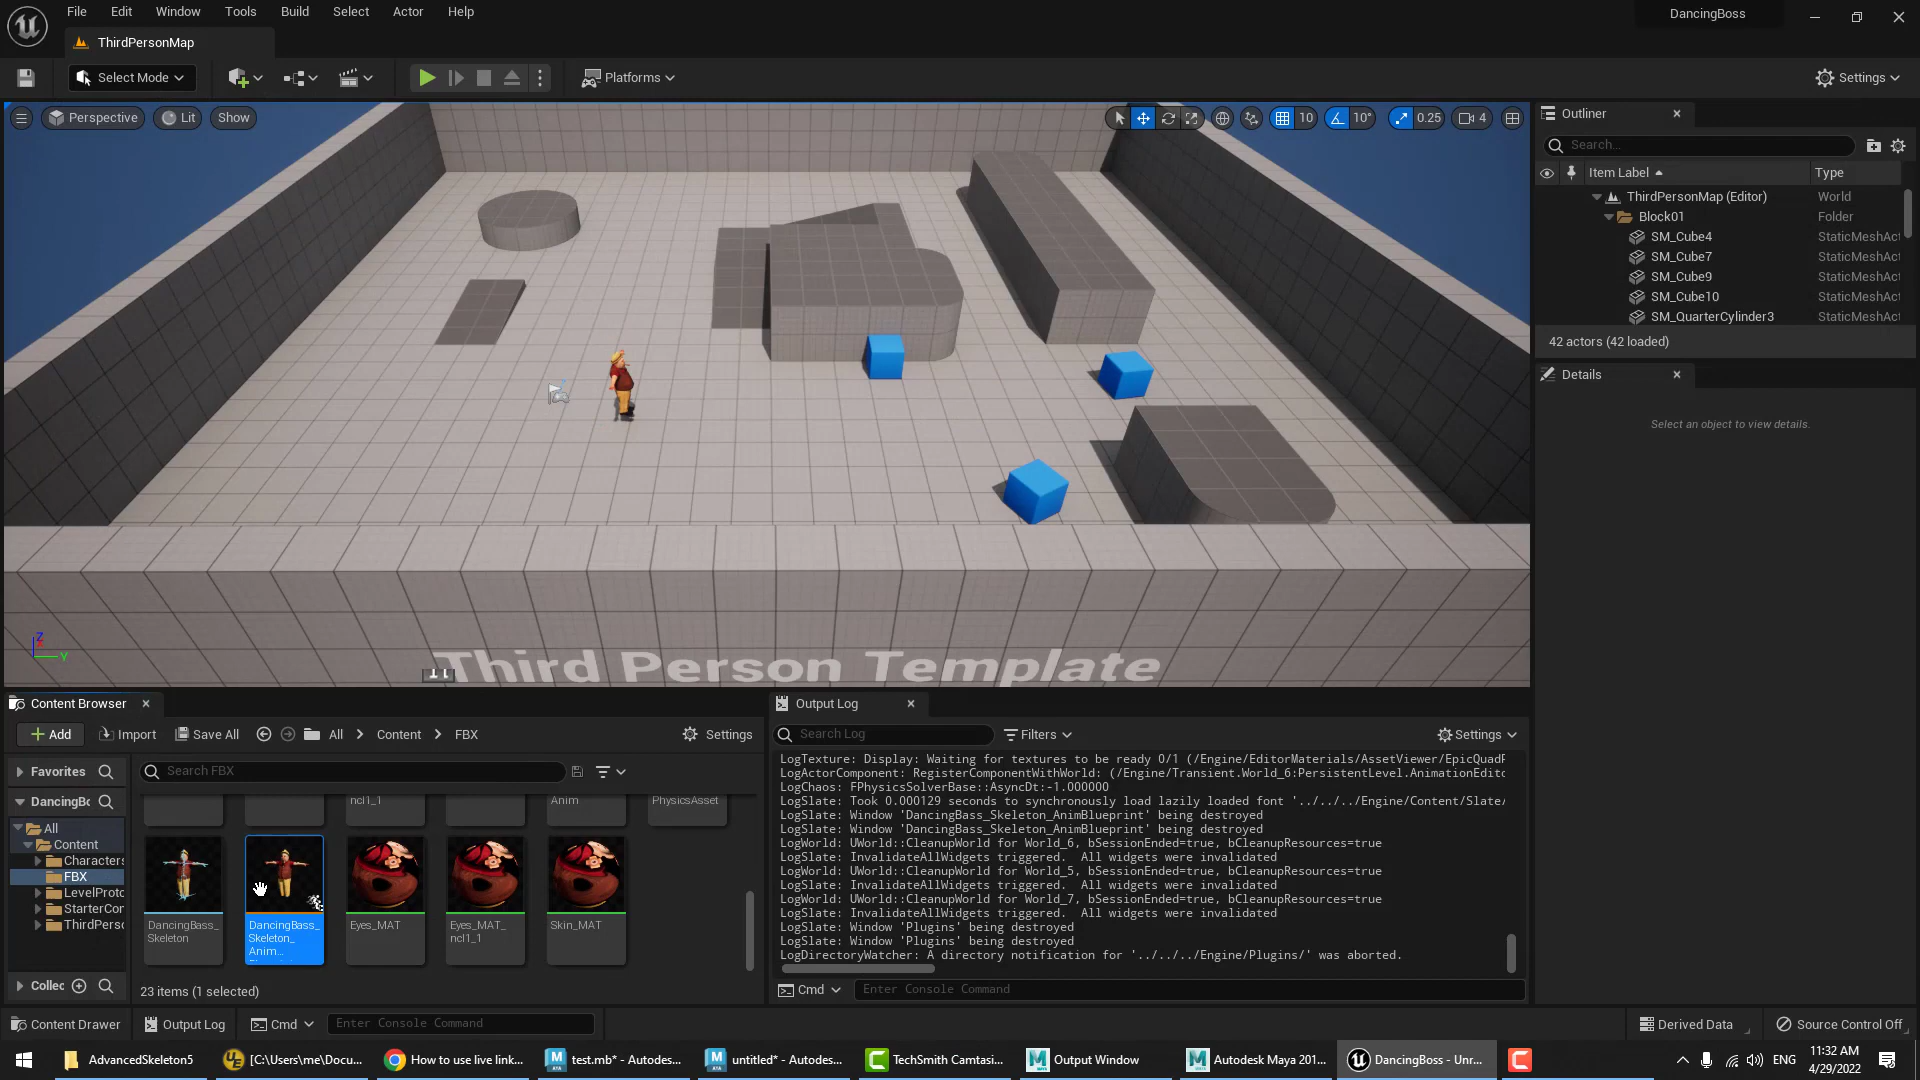 File Edit Window Tools Build Select Actor Help
DancingBoss
ThirdPersonMap
Select Mode
Platforms
Settings
Perspective Lit Show
10 10° 0.25 4
Third Person Template
Z
Y
Outliner
Search...
Item Label Type
ThirdPersonMap (Editor) World
Block01 Folder
SM_Cube4 StaticMeshAct
SM_Cube7 StaticMeshAct
SM_Cube9 StaticMeshAct
SM_Cube10 StaticMeshAct
SM_QuarterCylinder3 StaticMeshAct
42 actors (42 loaded)
Details
Select an object to view details.
Content Browser
Add Import Save All All Content FBX Settings
Favorites
DancingBo
All
Content
Characters
FBX
LevelProto
StarterCon
ThirdPerso
Collec
Search FBX
ncl1_1 Anim PhysicsAsset
DancingBass_
Skeleton
DancingBass_
Skeleton_
Anim...
Eyes_MAT
Eyes_MAT_
ncl1_1
Skin_MAT
23 items (1 selected)
Output Log
Search Log Filters Settings
LogTexture: Display: Waiting for textures to be ready 0/1 (/Engine/EditorMaterials/AssetViewer/EpicQuadP
LogActorComponent: RegisterComponentWithWorld: (/Engine/Transient.World_6:PersistentLevel.AnimationEdito
LogChaos: FPhysicsSolverBase::AsyncDt:-1.000000
LogSlate: Took 0.000129 seconds to synchronously load lazily loaded font '../../../Engine/Content/Slate/
LogSlate: Window 'DancingBass_Skeleton_AnimBlueprint' being destroyed
LogSlate: Window 'DancingBass_Skeleton_AnimBlueprint' being destroyed
LogWorld: UWorld::CleanupWorld for World_6, bSessionEnded=true, bCleanupResources=true
LogSlate: InvalidateAllWidgets triggered.  All widgets were invalidated
LogWorld: UWorld::CleanupWorld for World_5, bSessionEnded=true, bCleanupResources=true
LogSlate: InvalidateAllWidgets triggered.  All widgets were invalidated
LogWorld: UWorld::CleanupWorld for World_7, bSessionEnded=true, bCleanupResources=true
LogSlate: InvalidateAllWidgets triggered.  All widgets were invalidated
LogSlate: Window 'Plugins' being destroyed
LogSlate: Window 'Plugins' being destroyed
LogDirectoryWatcher: A directory notification for '../../../Engine/Plugins/' was aborted.
Cmd Enter Console Command
Content Drawer Output Log Cmd Enter Console Command Derived Data Source Control Off
AdvancedSkeleton5 [C:\Users\me\Docu... How to use live link... test.mb* - Autodes... untitled* - Autodes... TechSmith Camtasi... Output Window Autodesk Maya 201... DancingBoss - Unr... ENG 11:32 AM
4/29/2022